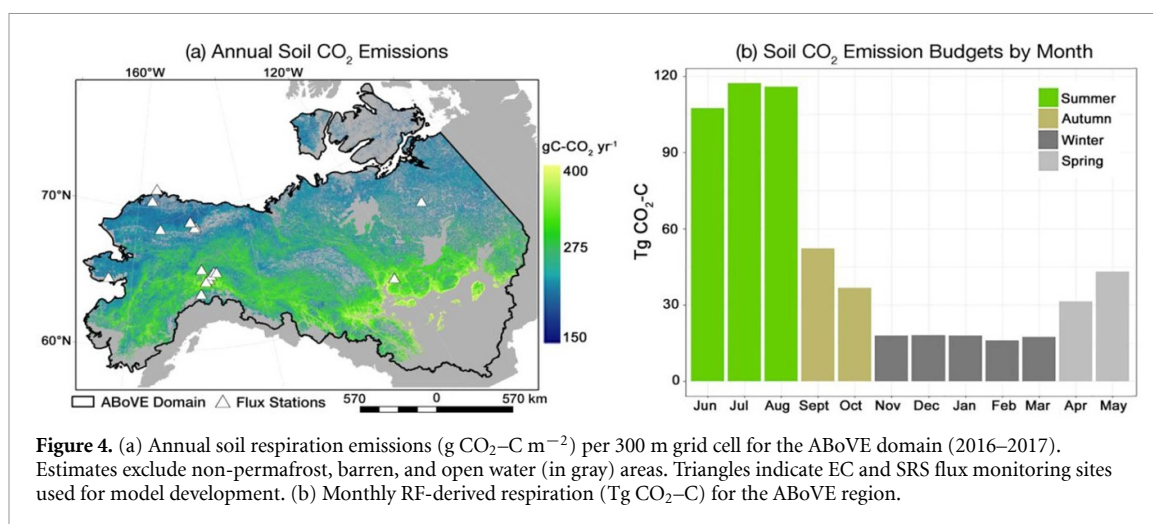 (a) Annual Soil CO₂ Emissions
160°W 120°W
70°N
60°N
gC-CO₂ yr⁻¹
400
275
150
ABoVE Domain △ Flux Stations 570 0 570 km
(b) Soil CO₂ Emission Budgets by Month
Tg CO₂-C
120
90
60
30
0
Summer
Autumn
Winter
Spring
Jun Jul Aug Sept Oct Nov Dec Jan Feb Mar Apr May
Figure 4. (a) Annual soil respiration emissions (g CO₂–C m⁻²) per 300 m grid cell for the ABoVE domain (2016–2017).
Estimates exclude non-permafrost, barren, and open water (in gray) areas. Triangles indicate EC and SRS flux monitoring sites
used for model development. (b) Monthly RF-derived respiration (Tg CO₂–C) for the ABoVE region.